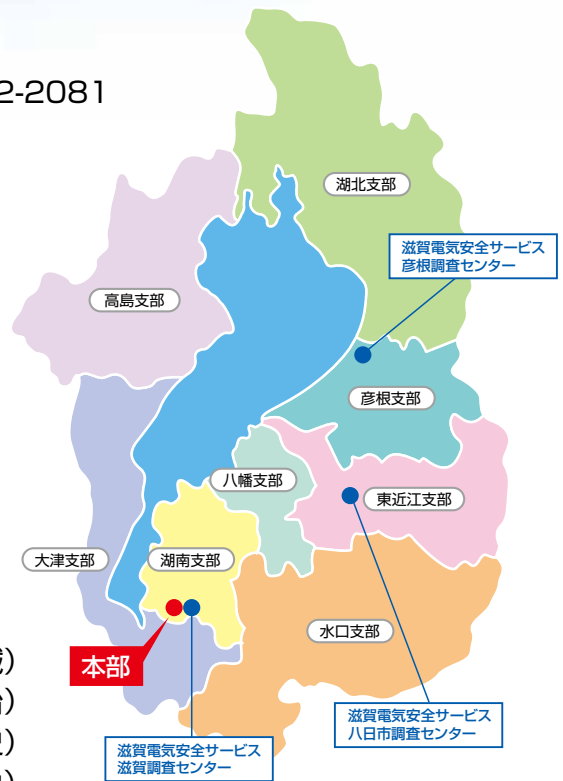 2-2081
湖北支部
滋賀電気安全サービス
彦根調査センター
高島支部
彦根支部
八幡支部
東近江支部
大津支部
湖南支部
水口支部
本部
滋賀電気安全サービス
八日市調査センター
滋賀電気安全サービス
滋賀調査センター